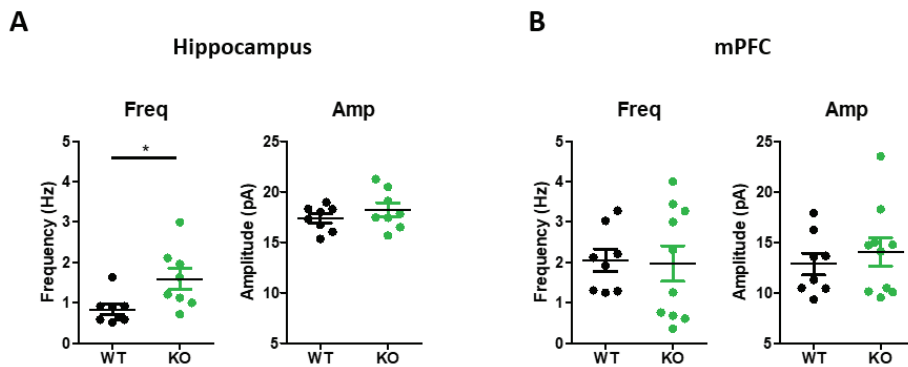 A
Hippocampus
Freq
Frequency (Hz)
5
4
3
2
1
0
*
WT
KO
Amp
Amplitude (pA)
25
20
15
10
5
WT
KO
B
mPFC
Freq
Frequency (Hz)
5
4
3
2
1
0
WT
KO
Amp
Amplitude (pA)
25
20
15
10
5
WT
KO